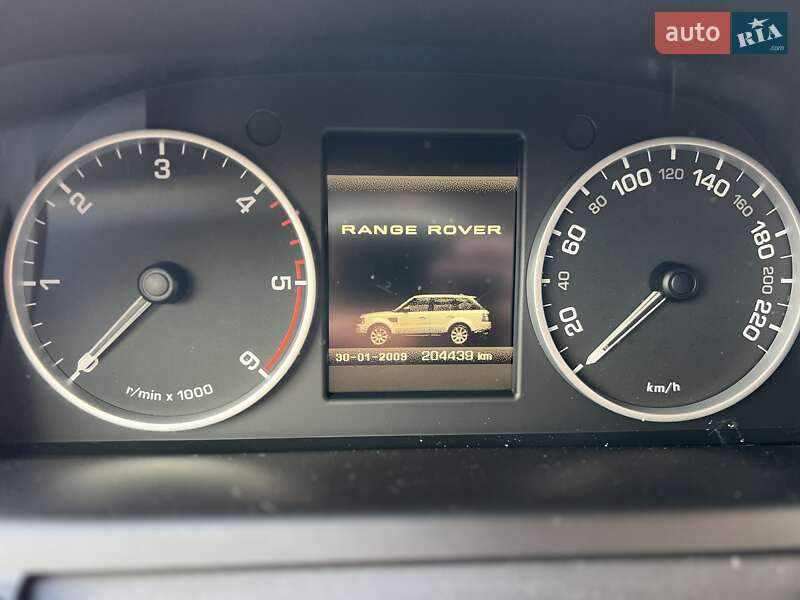 auto RIA.com
1 2 3 4 5 6
r/min x 1000
RANGE ROVER
30-01-2009 204439 km
20 40 60 80 100 120 140 160 180 200 220
km/h